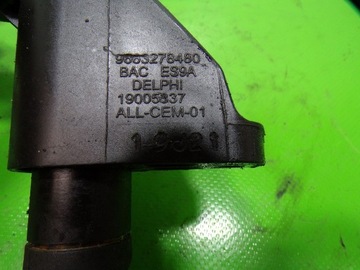 9663278480
BAC ES9A
DELPHI
19005337
ALL-CEM-01